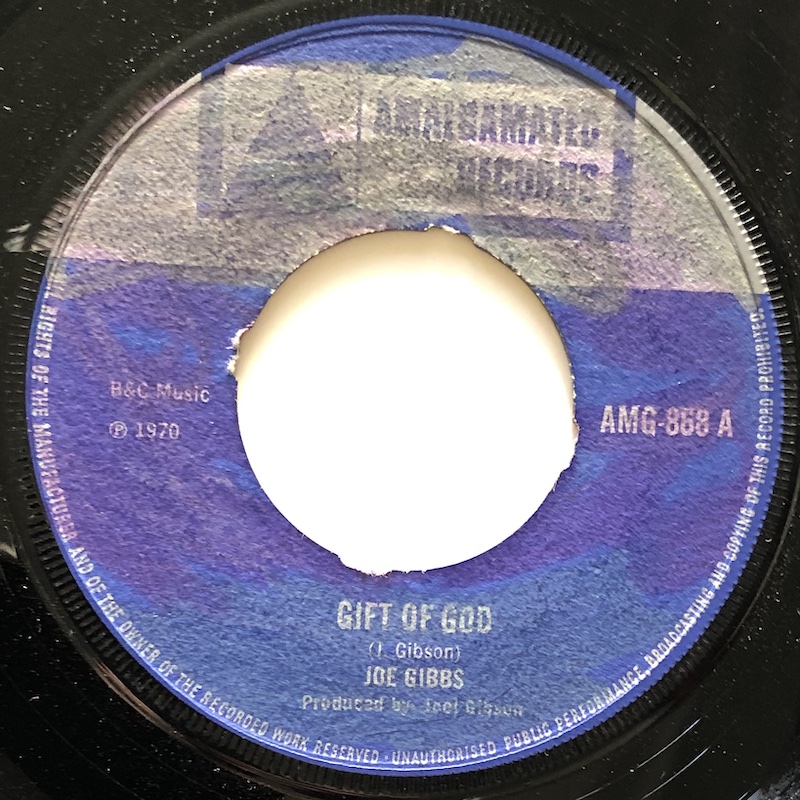 AMALGAMATED
RECORDS
B&C Music
℗ 1970
AMG-868 A
GIFT OF GOD
(J. Gibson)
JOE GIBBS
Produced by: Joel Gibson
RIGHTS OF THE MANUFACTURER AND OF THE OWNER OF THE RECORDED WORK RESERVED · UNAUTHORISED PUBLIC PERFORMANCE, BROADCASTING AND COPYING OF THIS RECORD PROHIBITED.